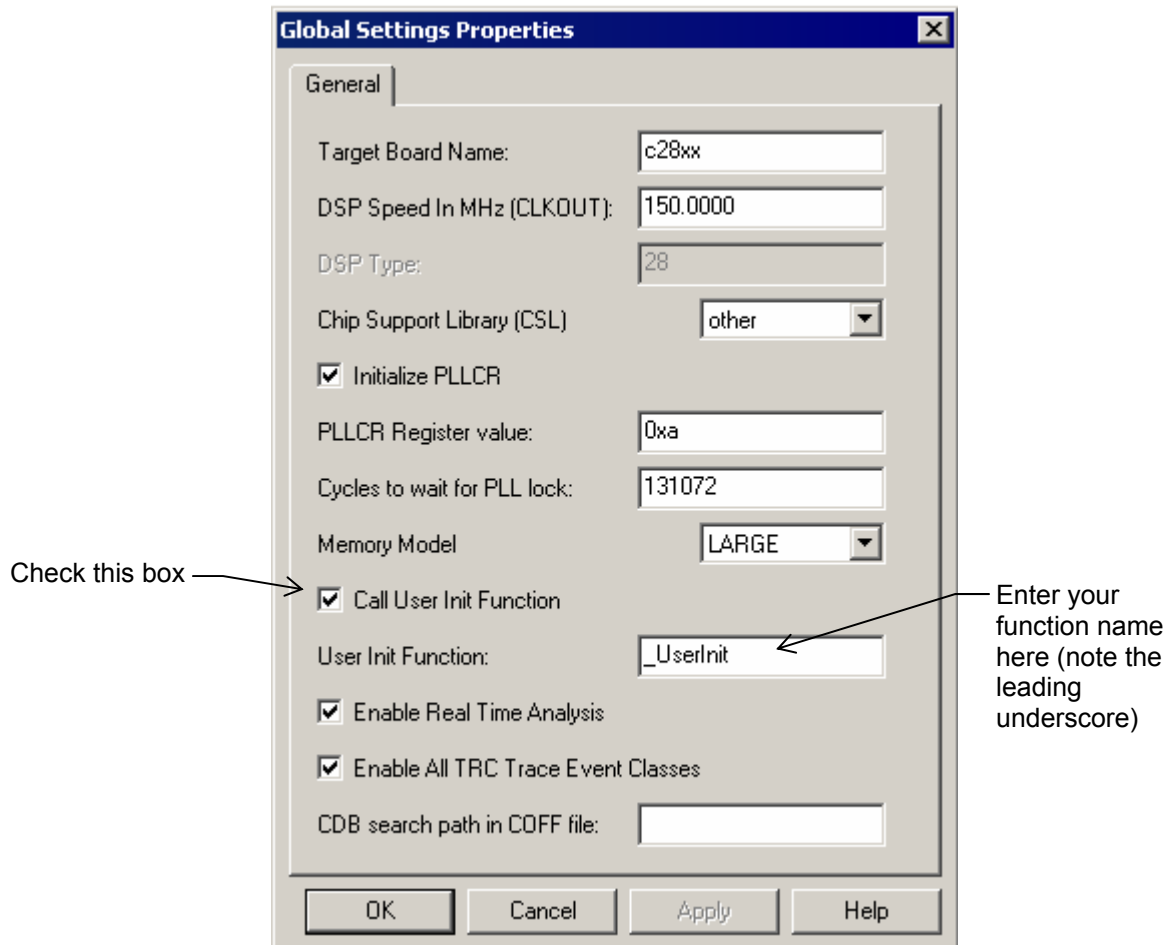 Global Settings Properties
General
Target Board Name: c28xx
DSP Speed In MHz (CLKOUT): 150.0000
DSP Type: 28
Chip Support Library (CSL) other
Initialize PLLCR
PLLCR Register value: 0xa
Cycles to wait for PLL lock: 131072
Memory Model LARGE
Check this box
Call User Init Function
User Init Function: _UserInit
Enter your
function name
here (note the
leading
underscore)
Enable Real Time Analysis
Enable All TRC Trace Event Classes
CDB search path in COFF file:
OK Cancel Apply Help